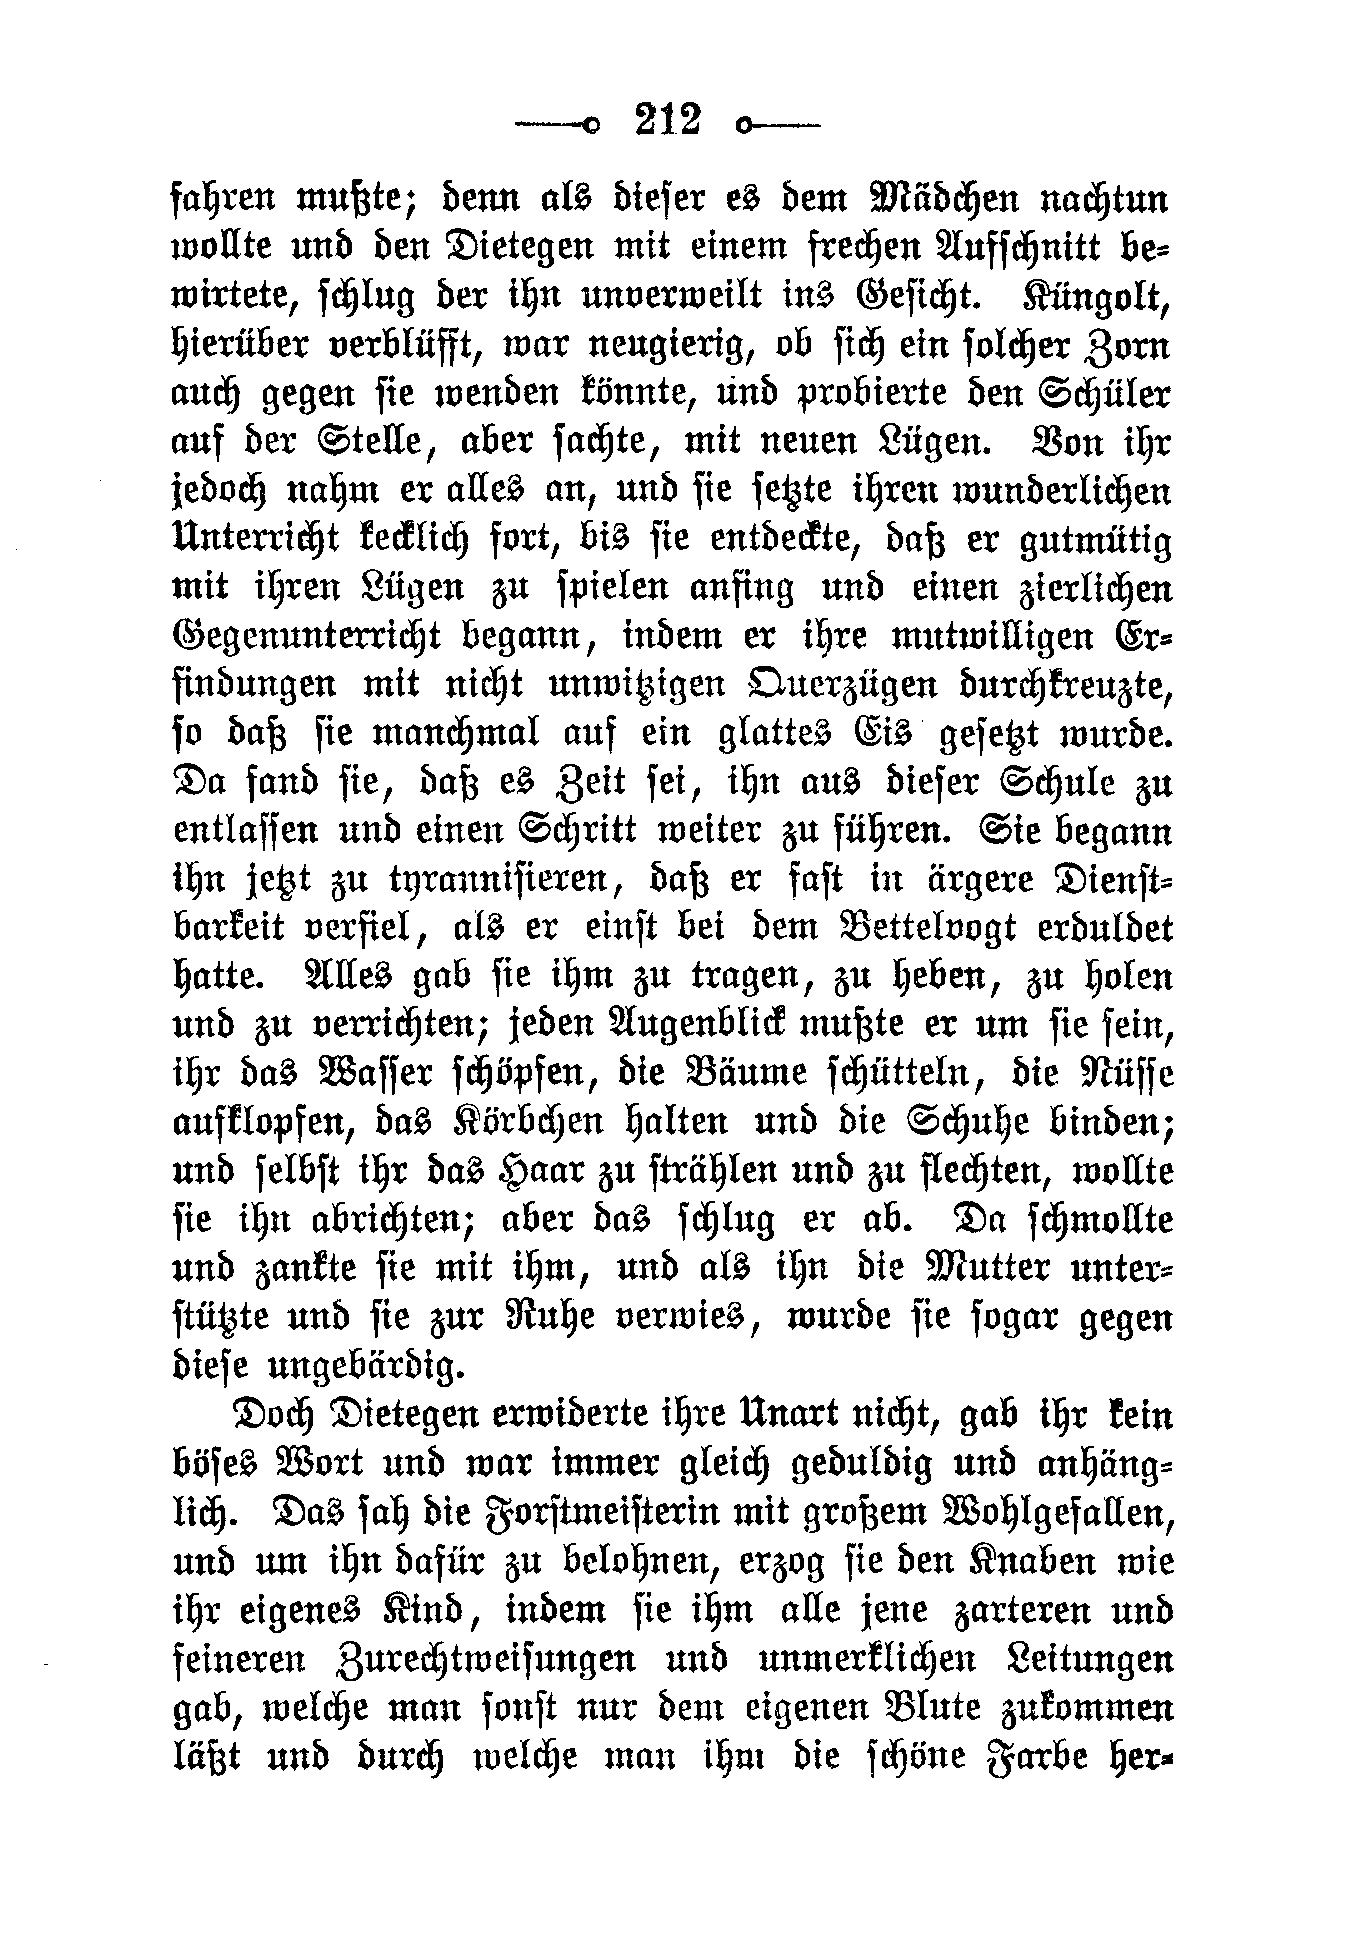 212
fahren mußte; denn als dieser es dem Mädchen nachtun
wollte und den Dietegen mit einem frechen Aufschnitt be-
wirtete, schlug der ihn unverweilt ins Gesicht. Küngolt,
hierüber verblüfft, war neugierig, ob sich ein solcher Zorn
auch gegen sie wenden könnte, und probierte den Schüler
auf der Stelle, aber sachte, mit neuen Lügen. Von ihr
jedoch nahm er alles an, und sie setzte ihren wunderlichen
Unterricht kecklich fort, bis sie entdeckte, daß er gutmütig
mit ihren Lügen zu spielen anfing und einen zierlichen
Gegenunterricht begann, indem er ihre mutwilligen Er-
findungen mit nicht unwitzigen Querzügen durchkreuzte,
so daß sie manchmal auf ein glattes Eis gesetzt wurde.
Da fand sie, daß es Zeit sei, ihn aus dieser Schule zu
entlassen und einen Schritt weiter zu führen. Sie begann
ihn jetzt zu tyrannisieren, daß er fast in ärgere Dienst-
barkeit verfiel, als er einst bei dem Bettelvogt erduldet
hatte. Alles gab sie ihm zu tragen, zu heben, zu holen
und zu verrichten; jeden Augenblick mußte er um sie sein,
ihr das Wasser schöpfen, die Bäume schütteln, die Nüsse
aufklopfen, das Körbchen halten und die Schuhe binden;
und selbst ihr das Haar zu strählen und zu flechten, wollte
sie ihn abrichten; aber das schlug er ab. Da schmollte
und zankte sie mit ihm, und als ihn die Mutter unter-
stützte und sie zur Ruhe verwies, wurde sie sogar gegen
diese ungebärdig.
Doch Dietegen erwiderte ihre Unart nicht, gab ihr kein
böses Wort und war immer gleich geduldig und anhäng-
lich. Das sah die Forstmeisterin mit großem Wohlgefallen,
und um ihn dafür zu belohnen, erzog sie den Knaben wie
ihr eigenes Kind, indem sie ihm alle jene zarteren und
feineren Zurechtweisungen und unmerklichen Leitungen
gab, welche man sonst nur dem eigenen Blute zukommen
läßt und durch welche man ihm die schöne Farbe her-